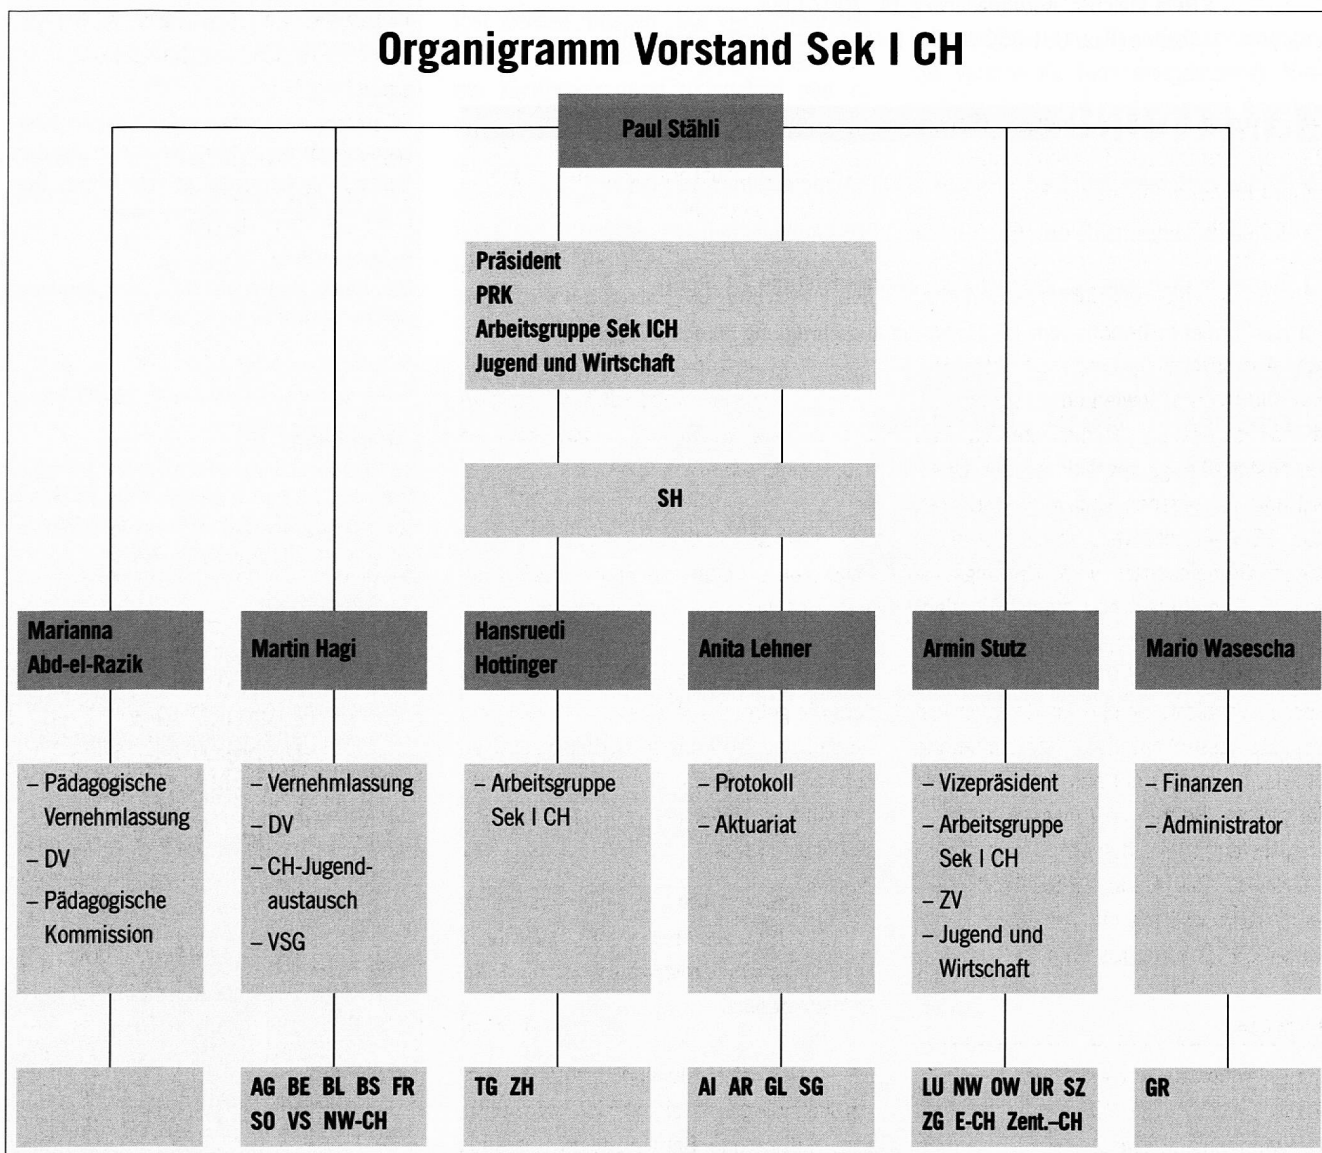 Organigramm Vorstand Sek I CH
Paul Stähli
Präsident
PRK
Arbeitsgruppe Sek ICH
Jugend und Wirtschaft
SH
Marianna
Abd-el-Razik
Martin Hagi
Hansruedi
Hottinger
Anita Lehner
Armin Stutz
Mario Wasescha
– Pädagogische
Vernehmlassung
– DV
– Pädagogische
Kommission
– Vernehmlassung
– DV
– CH-Jugend-
austausch
– VSG
– Arbeitsgruppe
Sek I CH
– Protokoll
– Aktuariat
– Vizepräsident
– Arbeitsgruppe
Sek I CH
– ZV
– Jugend und
Wirtschaft
– Finanzen
– Administrator
AG BE BL BS FR
SO VS NW-CH
TG ZH
AI AR GL SG
LU NW OW UR SZ
ZG E-CH Zent.–CH
GR